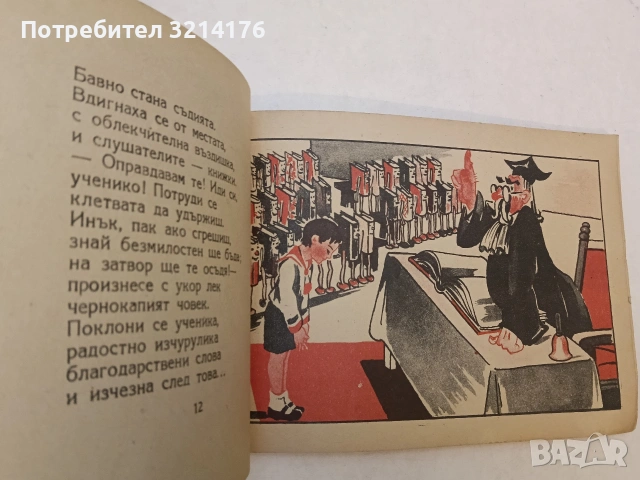 Потребител 3214176
Бавно стана съдията.
Вдигнаха се от местата,
с облекчи́телна въздишка,
и слушателите — книжки.
— Оправдавам те! Иди си,
ученико! Потруди се
клетвата да удържиш.
Инък, пак ако сгрешиш,
знай безмилостен ще бъда;
на затвор ще те осъдя!—
произнесе с укор лек
чернокапият човек.
Поклони се ученика,
радостно изчурулика
благодарствени слова
и изчезна след това...
12
BAZAR